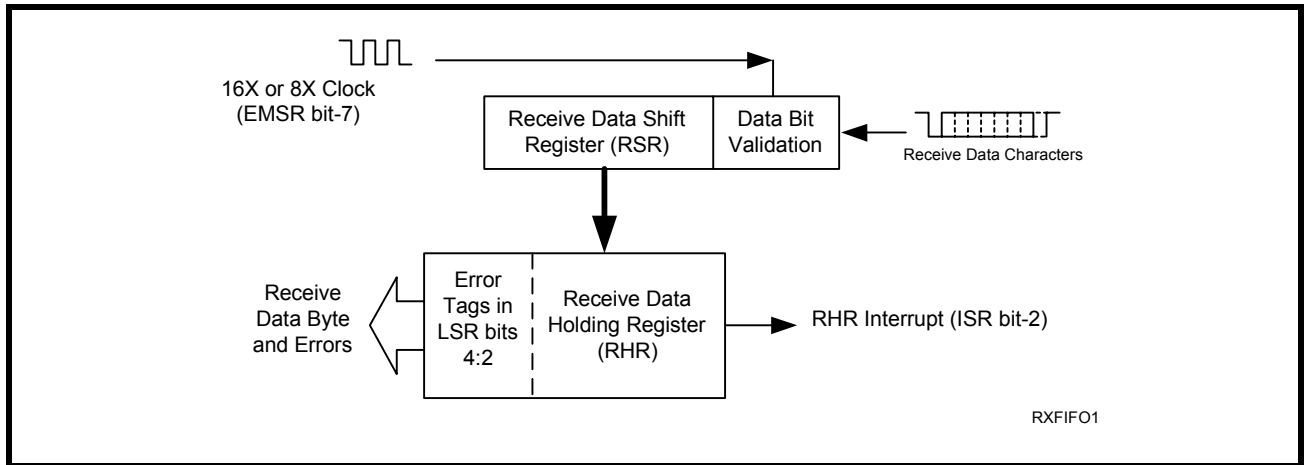 16X or 8X Clock
(EMSR bit-7)
Receive Data Shift
Register (RSR)
Data Bit
Validation
Receive Data Characters
Receive
Data Byte
and Errors
Error
Tags in
LSR bits
4:2
Receive Data
Holding Register
(RHR)
RHR Interrupt (ISR bit-2)
RXFIFO1